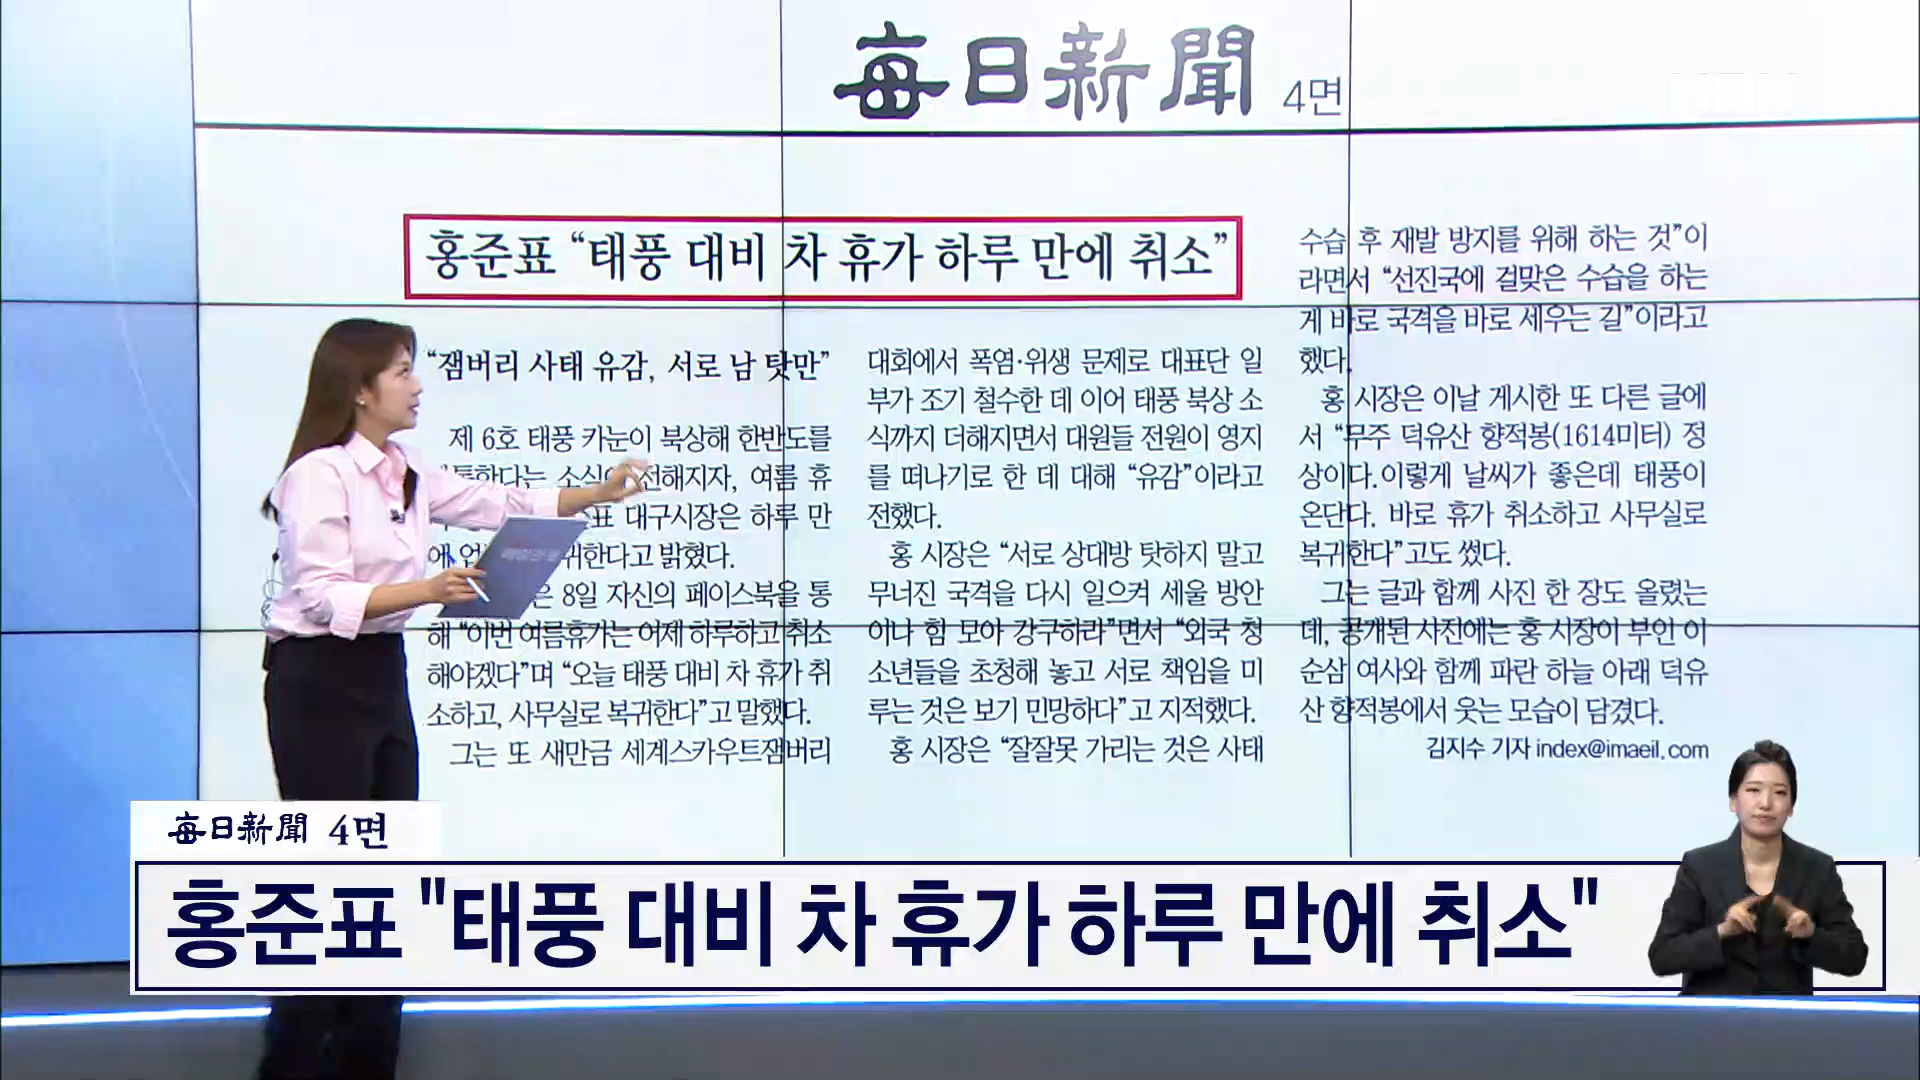 每日新聞 4면
홍준표 “태풍 대비 차 휴가 하루 만에 취소”
“잼버리 사태 유감, 서로 남 탓만”
제 6호 태풍 카눈이 북상해 한반도를
한다는 소식이 전해지자, 여름 휴
대구시장은 하루 만
에 복귀한다고 밝혔다.
8일 자신의 페이스북을 통
해 “이번 여름휴가는 어제 하루하고 취소
해야겠다”며 “오늘 태풍 대비 차 휴가 취
소하고, 사무실로 복귀한다”고 말했다.
그는 또 새만금 세계스카우트잼버리
대회에서 폭염·위생 문제로 대표단 일
부가 조기 철수한 데 이어 태풍 북상 소
식까지 더해지면서 대원들 전원이 영지
를 떠나기로 한 데 대해 “유감”이라고
전했다.
홍 시장은 “서로 상대방 탓하지 말고
무너진 국격을 다시 일으켜 세울 방안
이나 힘 모아 강구하라”면서 “외국 청
소년들을 초청해 놓고 서로 책임을 미
루는 것은 보기 민망하다”고 지적했다.
홍 시장은 “잘잘못 가리는 것은 사태
수습 후 재발 방지를 위해 하는 것”이
라면서 “선진국에 걸맞은 수습을 하는
게 바로 국격을 바로 세우는 길”이라고
했다.
홍 시장은 이날 게시한 또 다른 글에
서 “무주 덕유산 향적봉(1614미터) 정
상이다.이렇게 날씨가 좋은데 태풍이
온단다. 바로 휴가 취소하고 사무실로
복귀한다”고도 썼다.
그는 글과 함께 사진 한 장도 올렸는
데, 공개된 사진에는 홍 시장이 부인 이
순삼 여사와 함께 파란 하늘 아래 덕유
산 향적봉에서 웃는 모습이 담겼다.
김지수 기자 index@imaeil.com
每日新聞 4면
홍준표 "태풍 대비 차 휴가 하루 만에 취소"